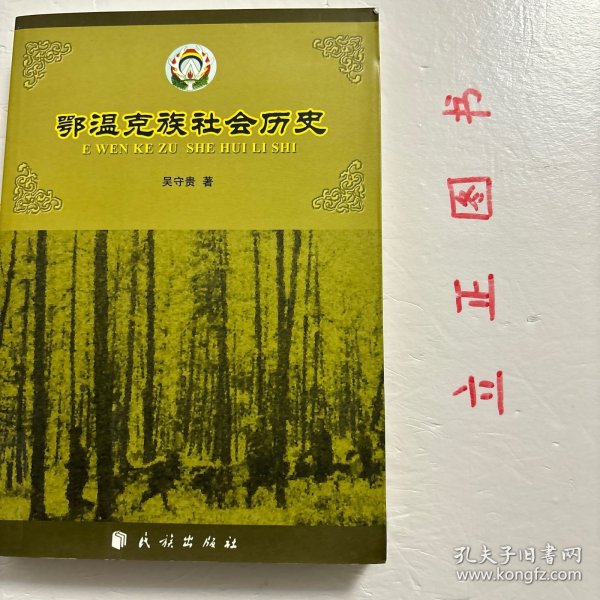 鄂温克族社会历史
E WEN KE ZU SHE HUI LI SHI
吴守贵 著
民族出版社
立正图书
孔夫子旧书网
www.kongfz.com